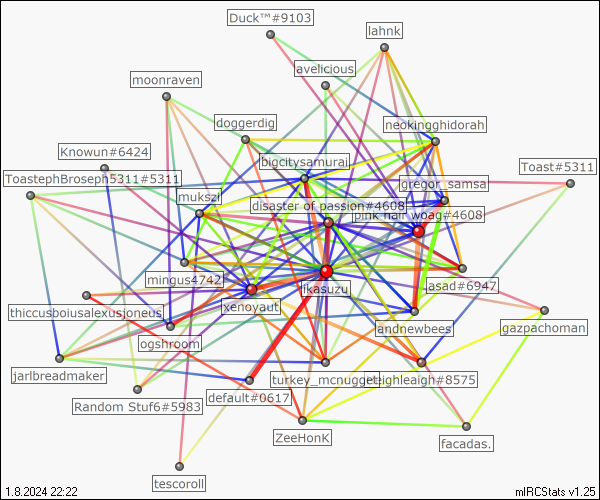 Duck™#9103
lahnk
avelicious
moonraven
doggerdig
neokingghidorah
Knowun#6424
bigcitysamurai
Toast#5311
ToastephBroseph5311#5311
gregor_samsa
mukszi
disaster of passion#4608
pink hair woag#4608
mingus4742
jasad#6947
ikasuzu
xenoyaut
thiccusboiusalexusjoneus
andnewbees
gazpachoman
ogshroom
jarlbreadmaker
turkey_mcnugget
leighleagh#8575
default#0617
Random Stuf6#5983
ZeeHonK
facadas.
tescoroll
1.8.2024 22:22
mIRCStats v1.25